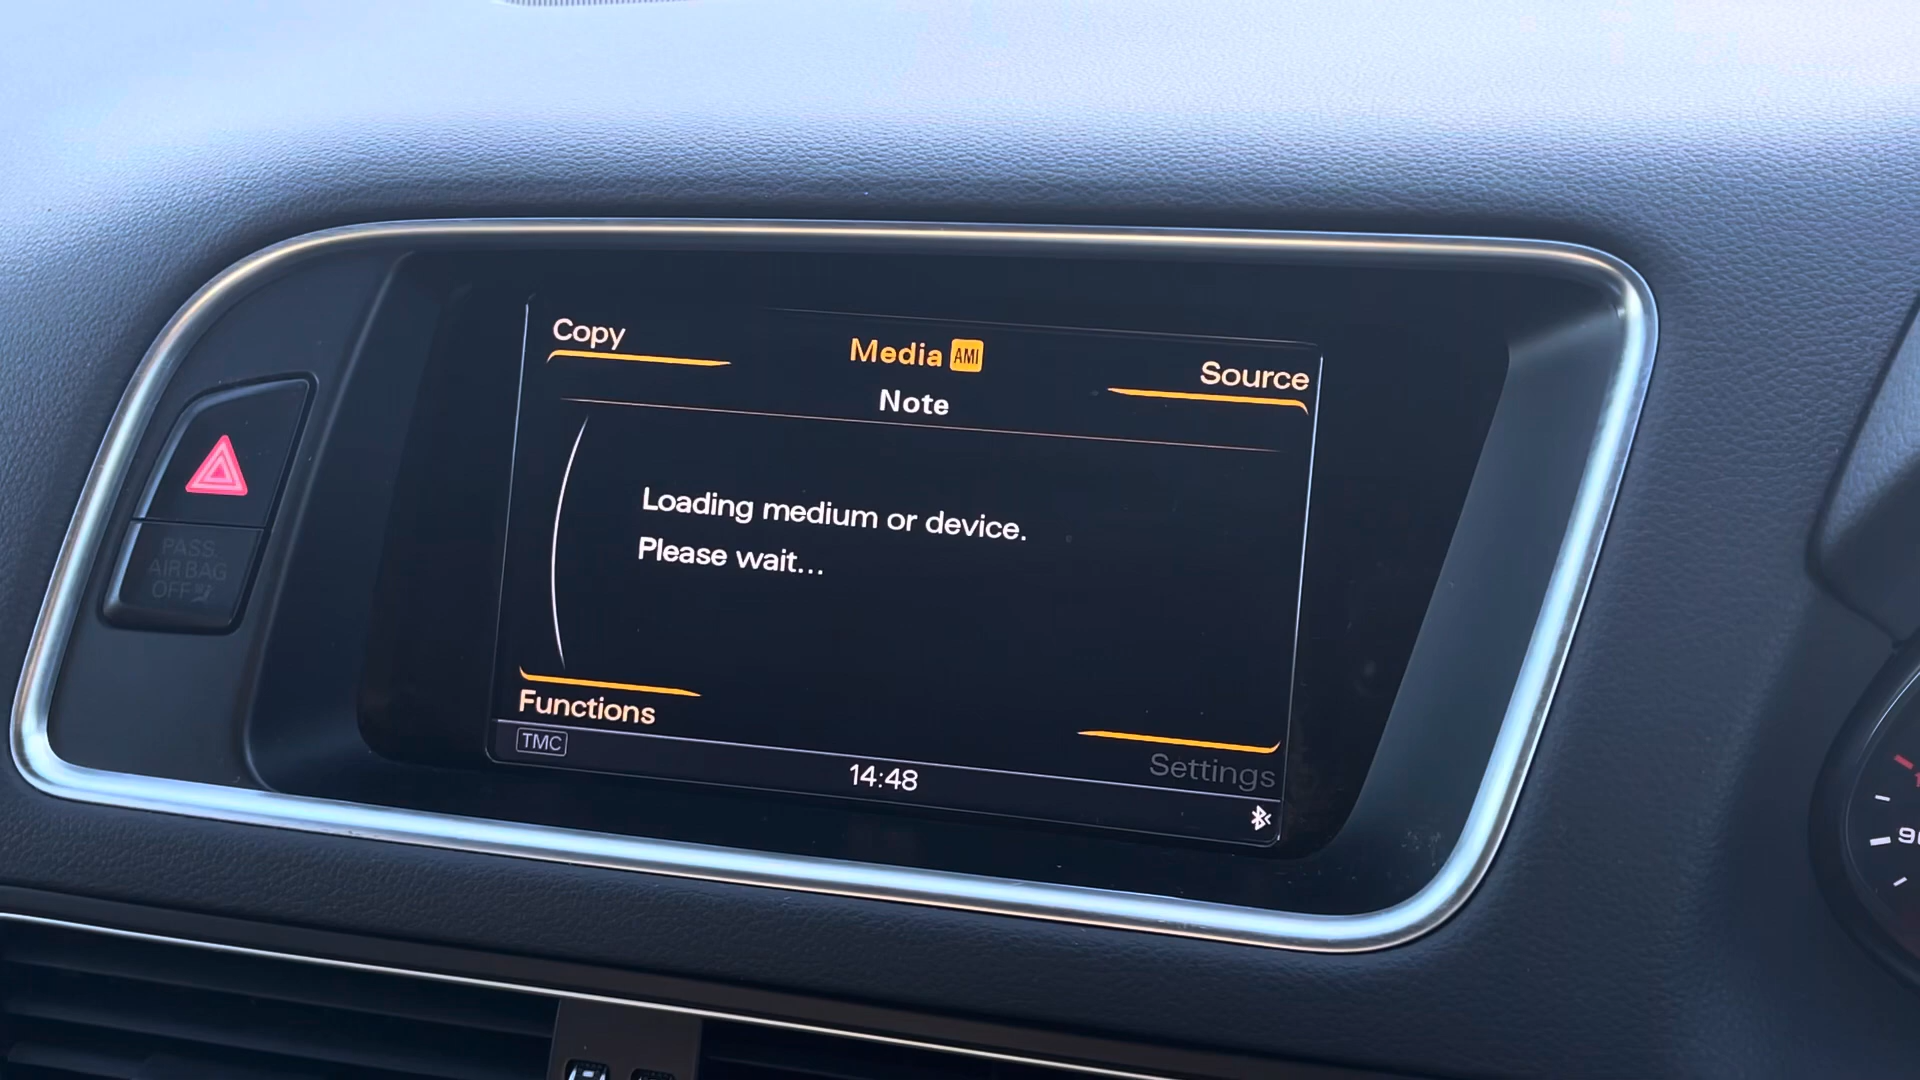 Copy
Media AMI
Source
Note
Loading medium or device.
Please wait...
Functions
Settings
TMC
14:48
PASS.
AIR BAG
OFF